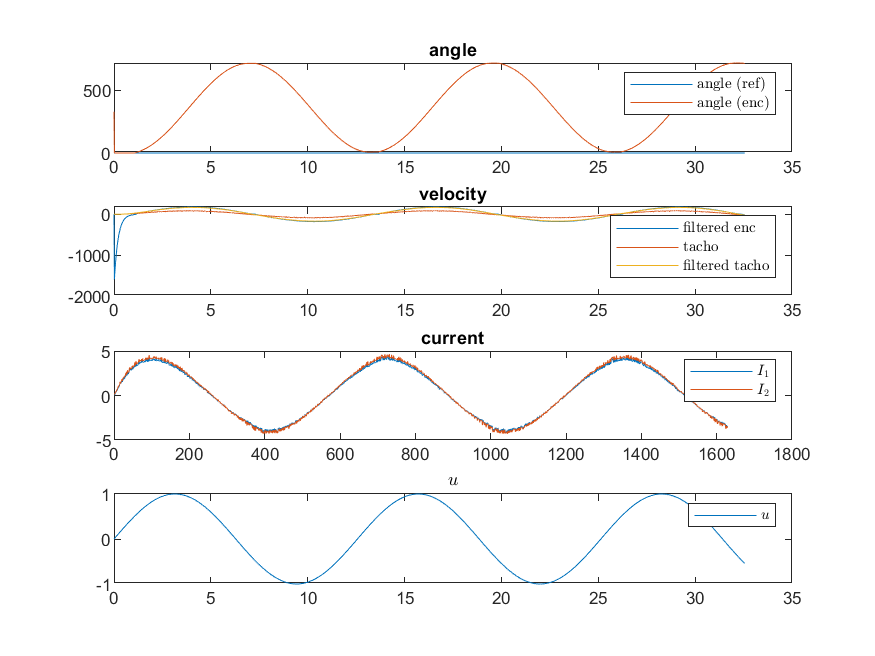 angle
500
0
0 5 10 15 20 25 30 35
angle (ref)
angle (enc)
velocity
0
-1000
-2000
0 5 10 15 20 25 30 35
filtered enc
tacho
filtered tacho
current
5
0
-5
0 200 400 600 800 1000 1200 1400 1600 1800
I₁
I₂
u
1
0
-1
0 5 10 15 20 25 30 35
u